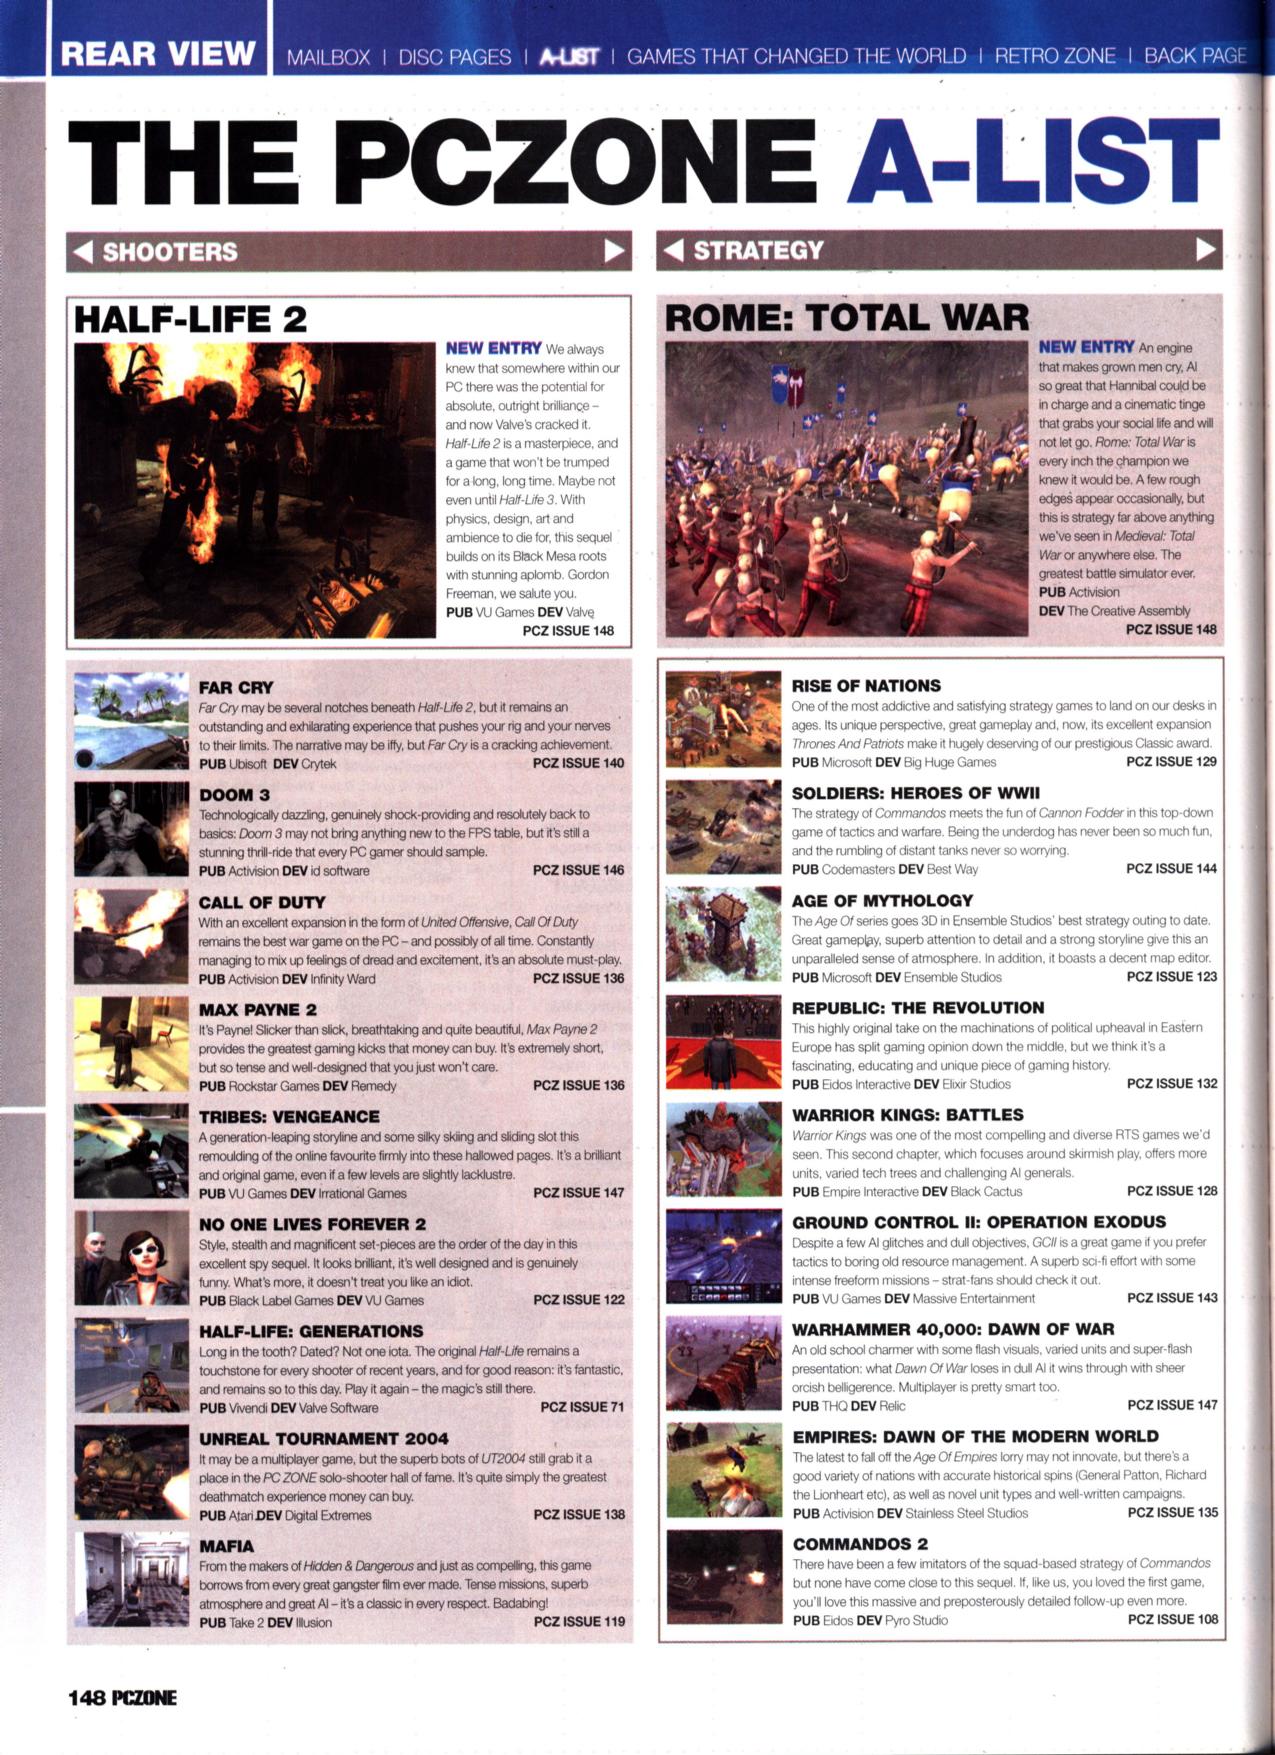 REAR VIEW
MAILBOX | DISC PAGES | A-LIST | GAMES THAT CHANGED THE WORLD | RETRO ZONE | BACK PAGE
THE PCZONE A-LIST
SHOOTERS
HALF-LIFE 2
NEW ENTRY We always
knew that somewhere within our
PC there was the potential for
absolute, outright brilliance –
and now Valve's cracked it.
Half-Life 2 is a masterpiece, and
a game that won't be trumped
for a long, long time. Maybe not
even until Half-Life 3. With
physics, design, art and
ambience to die for, this sequel
builds on its Black Mesa roots
with stunning aplomb. Gordon
Freeman, we salute you.
PUB VU Games DEV Valve
PCZ ISSUE 148
FAR CRY
Far Cry may be several notches beneath Half-Life 2, but it remains an
outstanding and exhilarating experience that pushes your rig and your nerves
to their limits. The narrative may be iffy, but Far Cry is a cracking achievement.
PUB Ubisoft DEV Crytek PCZ ISSUE 140
DOOM 3
Technologically dazzling, genuinely shock-providing and resolutely back to
basics: Doom 3 may not bring anything new to the FPS table, but it's still a
stunning thrill-ride that every PC gamer should sample.
PUB Activision DEV id software PCZ ISSUE 146
CALL OF DUTY
With an excellent expansion in the form of United Offensive, Call Of Duty
remains the best war game on the PC – and possibly of all time. Constantly
managing to mix up feelings of dread and excitement, it's an absolute must-play.
PUB Activision DEV Infinity Ward PCZ ISSUE 136
MAX PAYNE 2
It's Payne! Slicker than slick, breathtaking and quite beautiful, Max Payne 2
provides the greatest gaming kicks that money can buy. It's extremely short,
but so tense and well-designed that you just won't care.
PUB Rockstar Games DEV Remedy PCZ ISSUE 136
TRIBES: VENGEANCE
A generation-leaping storyline and some silky skiing and sliding slot this
remoulding of the online favourite firmly into these hallowed pages. It's a brilliant
and original game, even if a few levels are slightly lacklustre.
PUB VU Games DEV Irrational Games PCZ ISSUE 147
NO ONE LIVES FOREVER 2
Style, stealth and magnificent set-pieces are the order of the day in this
excellent spy sequel. It looks brilliant, it's well designed and is genuinely
funny. What's more, it doesn't treat you like an idiot.
PUB Black Label Games DEV VU Games PCZ ISSUE 122
HALF-LIFE: GENERATIONS
Long in the tooth? Dated? Not one iota. The original Half-Life remains a
touchstone for every shooter of recent years, and for good reason: it's fantastic,
and remains so to this day. Play it again – the magic's still there.
PUB Vivendi DEV Valve Software PCZ ISSUE 71
UNREAL TOURNAMENT 2004
It may be a multiplayer game, but the superb bots of UT2004 still grab it a
place in the PC ZONE solo-shooter hall of fame. It's quite simply the greatest
deathmatch experience money can buy.
PUB Atari DEV Digital Extremes PCZ ISSUE 138
MAFIA
From the makers of Hidden & Dangerous and just as compelling, this game
borrows from every great gangster film ever made. Tense missions, superb
atmosphere and great AI – it's a classic in every respect. Badabing!
PUB Take 2 DEV Illusion PCZ ISSUE 119
STRATEGY
ROME: TOTAL WAR
NEW ENTRY An engine
that makes grown men cry, AI
so great that Hannibal could be
in charge and a cinematic tinge
that grabs your social life and will
not let go. Rome: Total War is
every inch the champion we
knew it would be. A few rough
edges appear occasionally, but
this is strategy far above anything
we've seen in Medieval: Total
War or anywhere else. The
greatest battle simulator ever.
PUB Activision
DEV The Creative Assembly
PCZ ISSUE 148
RISE OF NATIONS
One of the most addictive and satisfying strategy games to land on our desks in
ages. Its unique perspective, great gameplay and, now, its excellent expansion
Thrones And Patriots make it hugely deserving of our prestigious Classic award.
PUB Microsoft DEV Big Huge Games PCZ ISSUE 129
SOLDIERS: HEROES OF WWII
The strategy of Commandos meets the fun of Cannon Fodder in this top-down
game of tactics and warfare. Being the underdog has never been so much fun,
and the rumbling of distant tanks never so worrying.
PUB Codemasters DEV Best Way PCZ ISSUE 144
AGE OF MYTHOLOGY
The Age Of series goes 3D in Ensemble Studios' best strategy outing to date.
Great gameplay, superb attention to detail and a strong storyline give this an
unparalleled sense of atmosphere. In addition, it boasts a decent map editor.
PUB Microsoft DEV Ensemble Studios PCZ ISSUE 123
REPUBLIC: THE REVOLUTION
This highly original take on the machinations of political upheaval in Eastern
Europe has split gaming opinion down the middle, but we think it's a
fascinating, educating and unique piece of gaming history.
PUB Eidos Interactive DEV Elixir Studios PCZ ISSUE 132
WARRIOR KINGS: BATTLES
Warrior Kings was one of the most compelling and diverse RTS games we'd
seen. This second chapter, which focuses around skirmish play, offers more
units, varied tech trees and challenging AI generals.
PUB Empire Interactive DEV Black Cactus PCZ ISSUE 128
GROUND CONTROL II: OPERATION EXODUS
Despite a few AI glitches and dull objectives, GCII is a great game if you prefer
tactics to boring old resource management. A superb sci-fi effort with some
intense freeform missions – strat-fans should check it out.
PUB VU Games DEV Massive Entertainment PCZ ISSUE 143
WARHAMMER 40,000: DAWN OF WAR
An old school charmer with some flash visuals, varied units and super-flash
presentation: what Dawn Of War loses in dull AI it wins through with sheer
orcish belligerence. Multiplayer is pretty smart too.
PUB THQ DEV Relic PCZ ISSUE 147
EMPIRES: DAWN OF THE MODERN WORLD
The latest to fall off the Age Of Empires lorry may not innovate, but there's a
good variety of nations with accurate historical spins (General Patton, Richard
the Lionheart etc), as well as novel unit types and well-written campaigns.
PUB Activision DEV Stainless Steel Studios PCZ ISSUE 135
COMMANDOS 2
There have been a few imitators of the squad-based strategy of Commandos
but none have come close to this sequel. If, like us, you loved the first game,
you'll love this massive and preposterously detailed follow-up even more.
PUB Eidos DEV Pyro Studio PCZ ISSUE 108
148 PCZONE